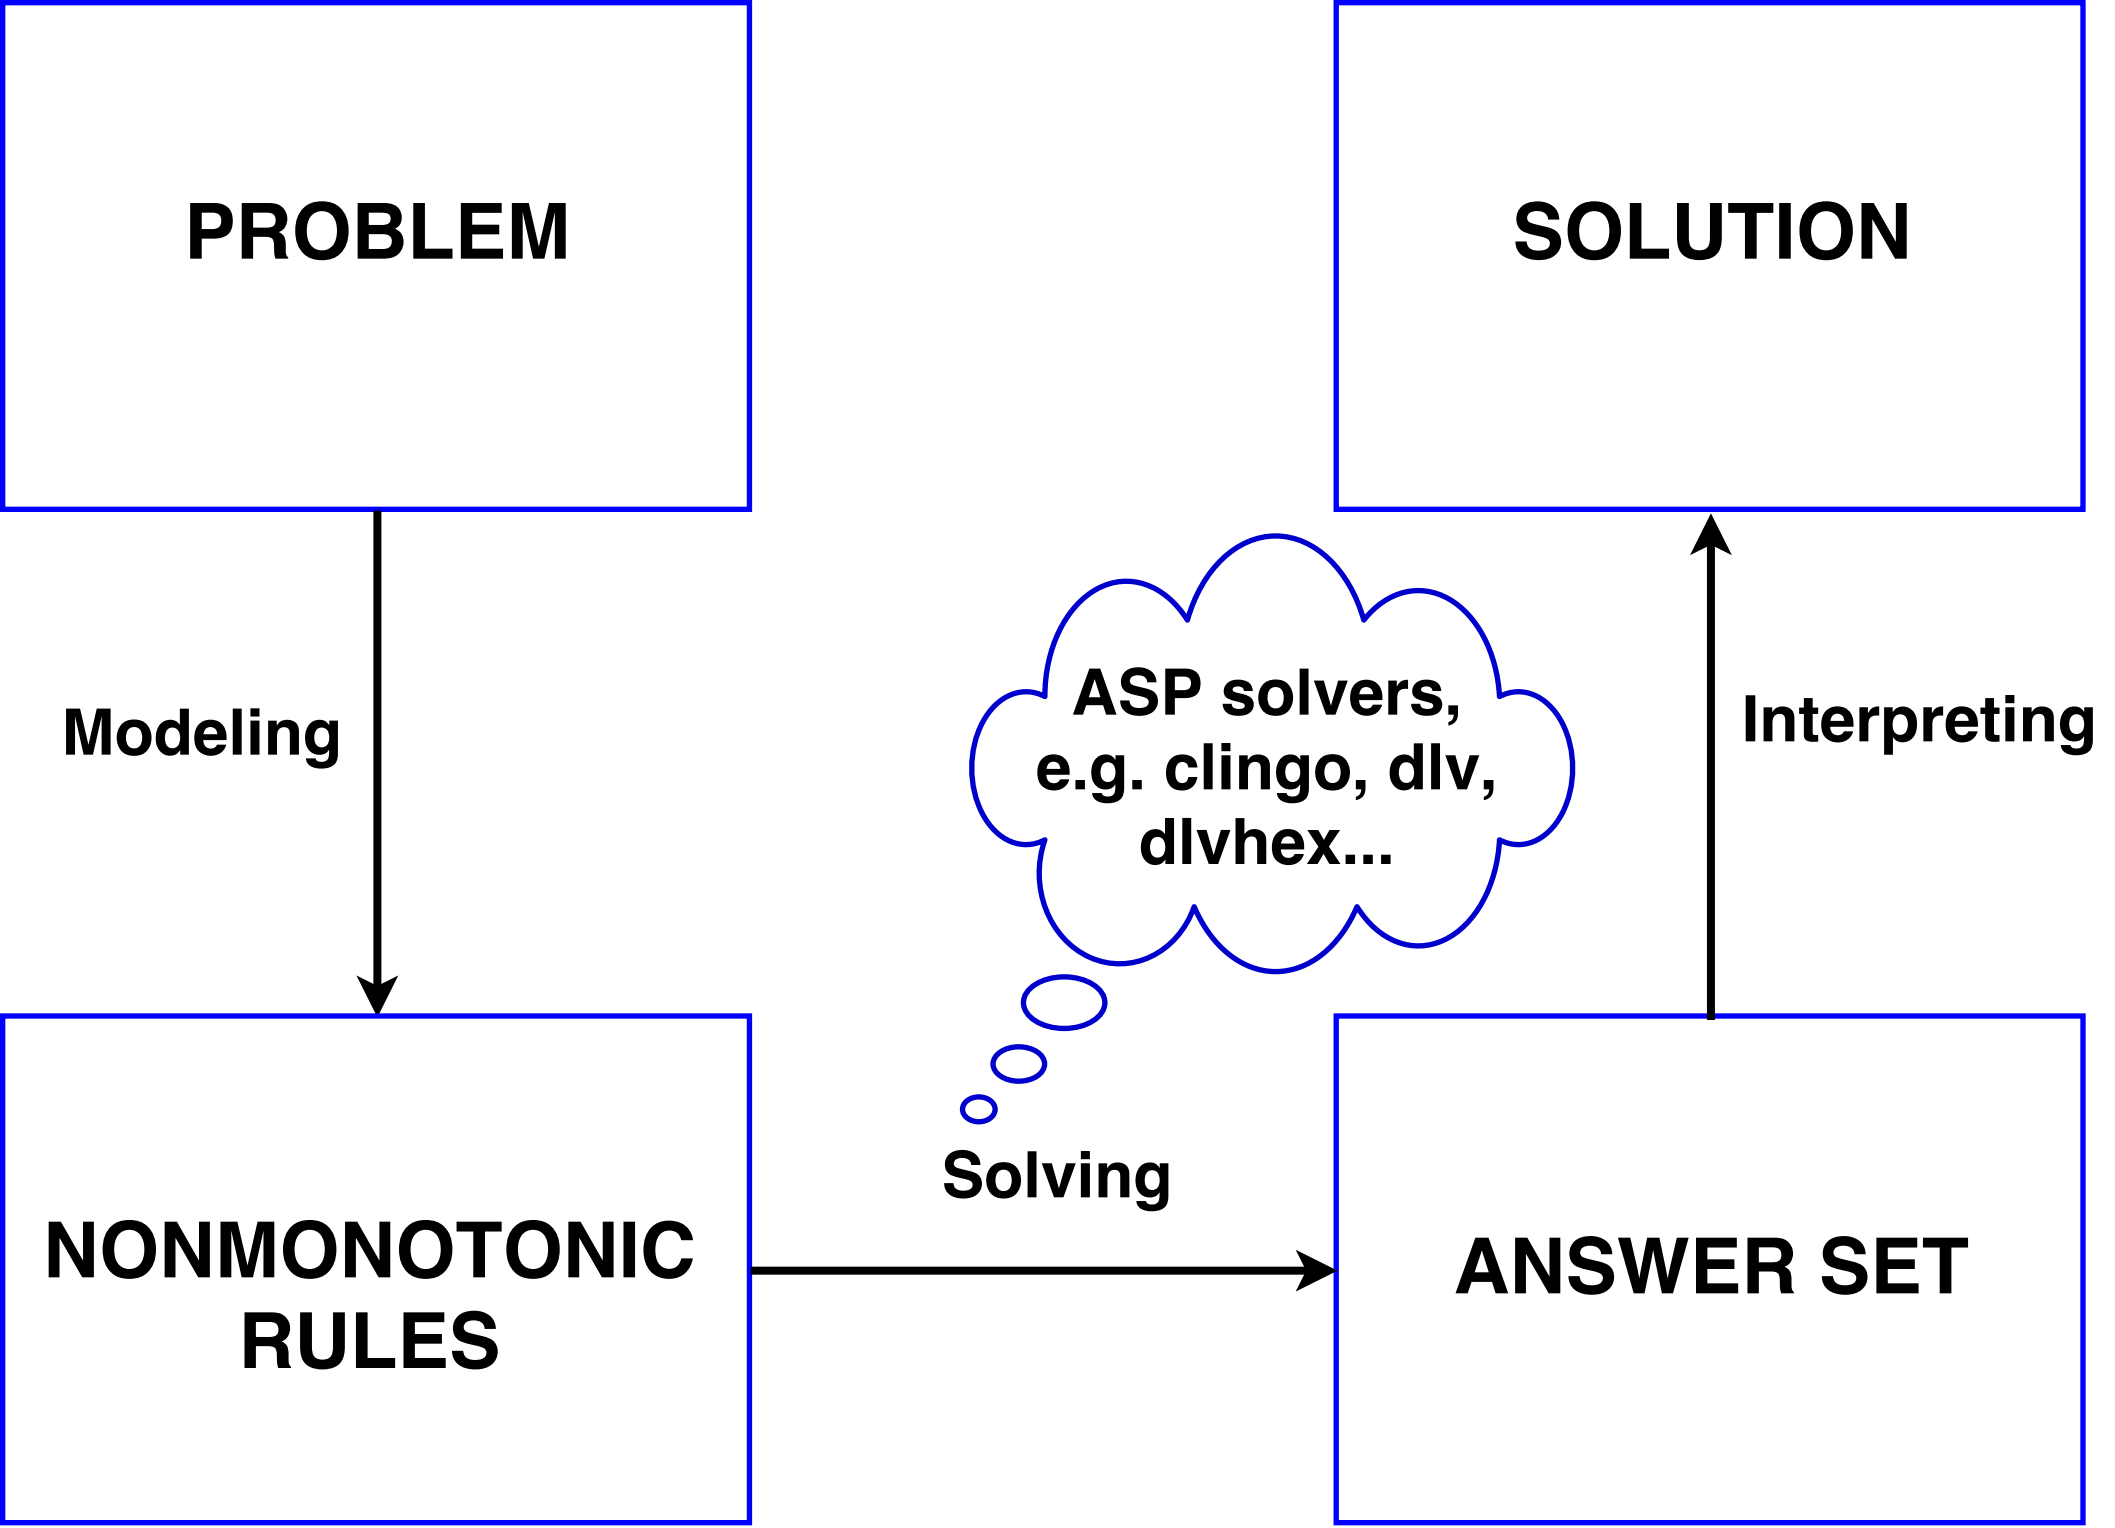 PROBLEM
SOLUTION
Modeling
ASP solvers,
e.g. clingo, dlv,
dlvhex...
Interpreting
Solving
NONMONOTONIC
RULES
ANSWER SET